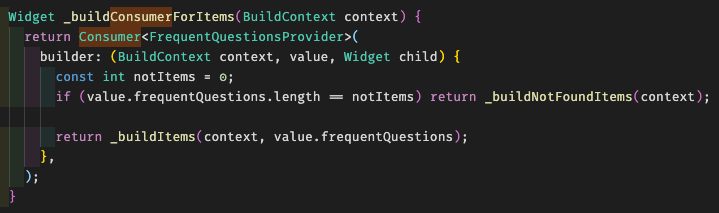 Widget _buildConsumerForItems(BuildContext context) {
  return Consumer<FrequentQuestionsProvider>(
    builder: (BuildContext context, value, Widget child) {
      const int notItems = 0;
      if (value.frequentQuestions.length == notItems) return _buildNotFoundItems(context);

      return _buildItems(context, value.frequentQuestions);
    },
  );
}